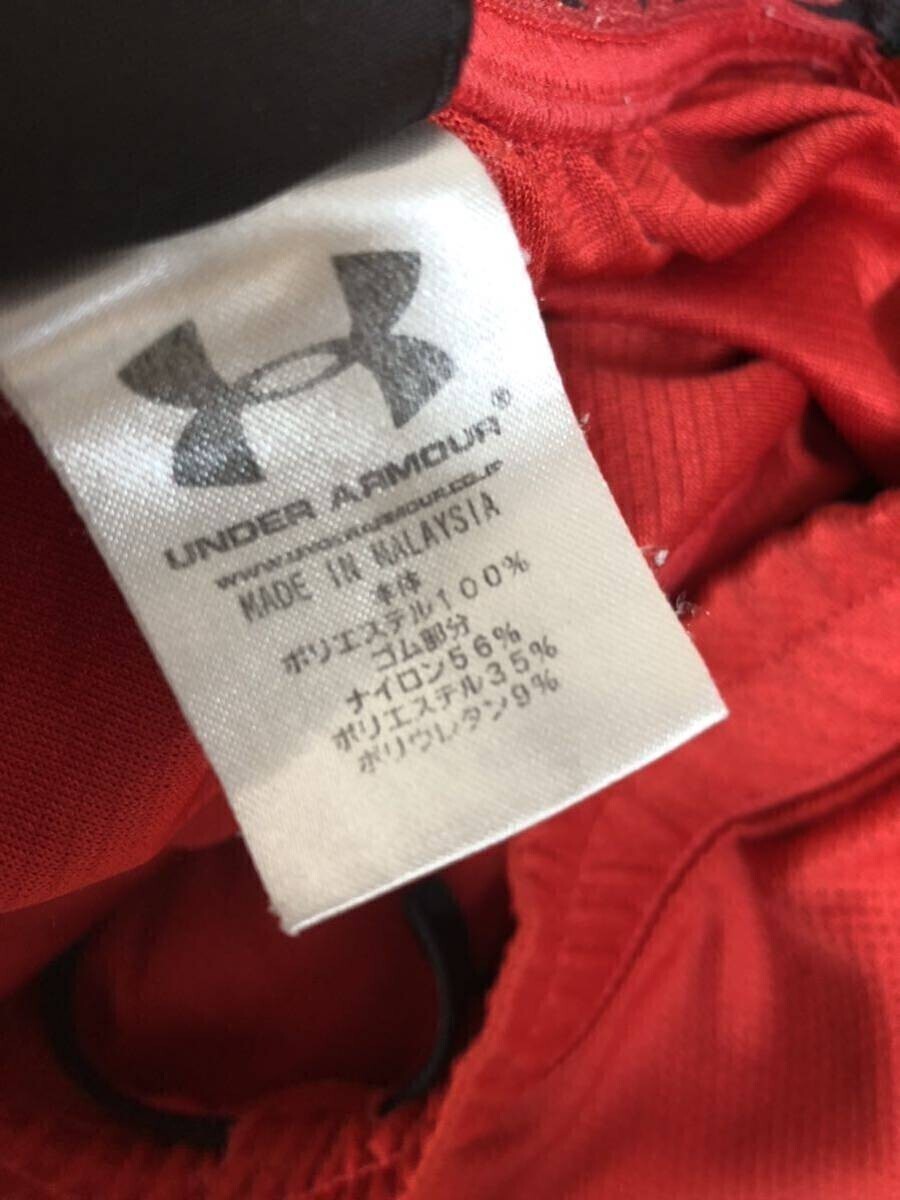 UNDER ARMOUR®
WWW.UNDERARMOUR.CO.JP
MADE IN MALAYSIA
本体
ポリエステル100%
ゴム部分
ナイロン56%
ポリエステル35%
ポリウレタン9%